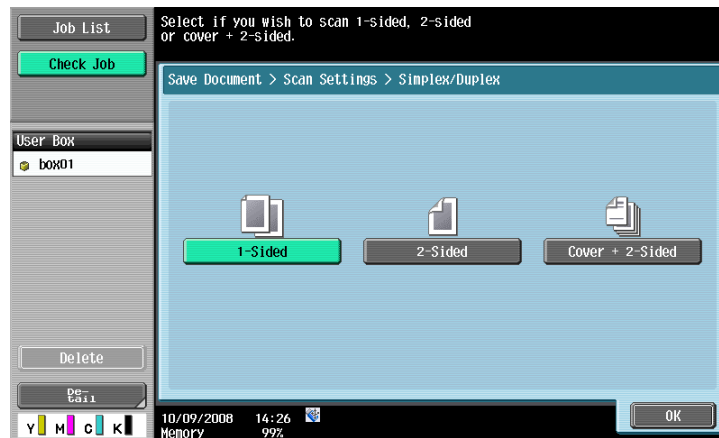 Job List
Check Job
Select if you wish to scan 1-sided, 2-sided
or cover + 2-sided.
Save Document > Scan Settings > Simplex/Duplex
User Box
box01
1-Sided
2-Sided
Cover + 2-Sided
Delete
De-
tail
Y M C K
10/09/2008 14:26
Memory 99%
OK